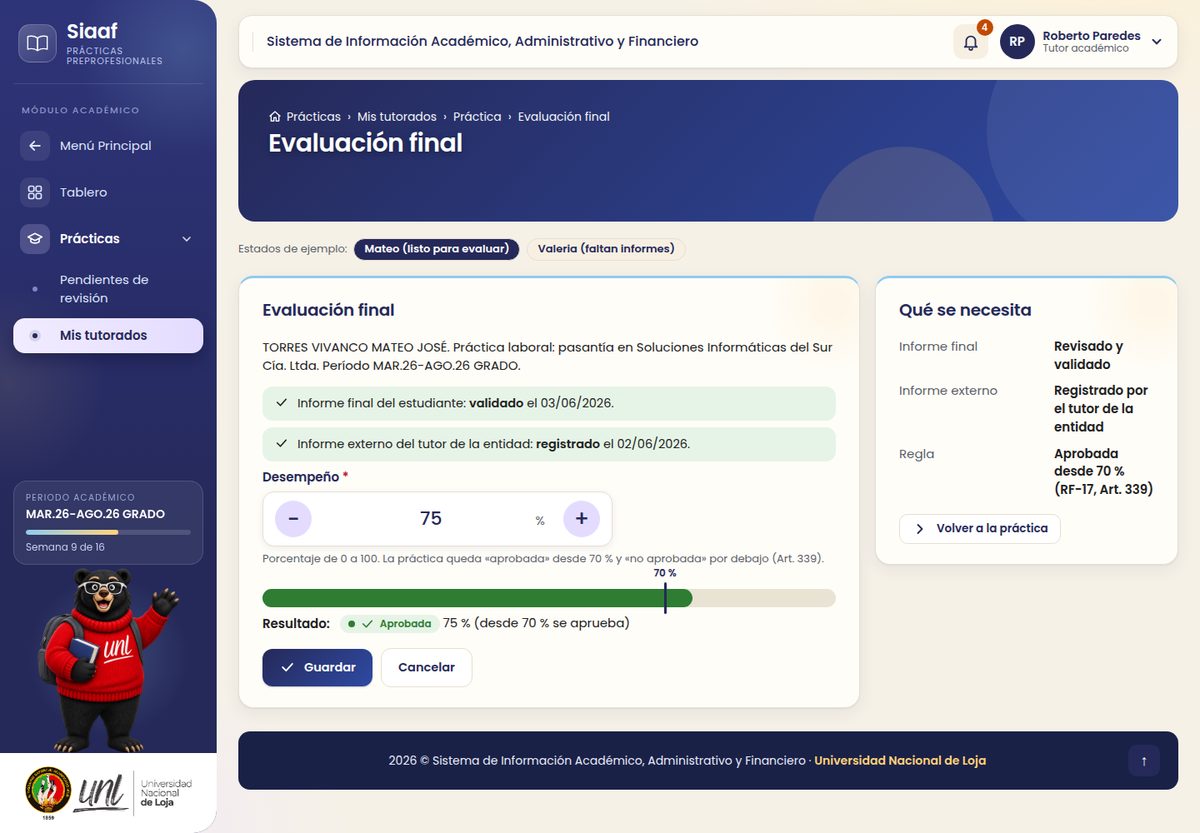 Siaaf
PRÁCTICAS
PREPROFESIONALES
MÓDULO ACADÉMICO
Menú Principal
Tablero
Prácticas
Pendientes de
revisión
Mis tutorados
PERIODO ACADÉMICO
MAR.26-AGO.26 GRADO
Semana 9 de 16
unl
1859
unl
Universidad
Nacional
de Loja
Sistema de Información Académico, Administrativo y Financiero
4
RP
Roberto Paredes
Tutor académico
Prácticas › Mis tutorados › Práctica › Evaluación final
Evaluación final
Estados de ejemplo: Mateo (listo para evaluar) Valeria (faltan informes)
Evaluación final
TORRES VIVANCO MATEO JOSÉ. Práctica laboral: pasantía en Soluciones Informáticas del Sur
Cía. Ltda. Periodo MAR.26-AGO.26 GRADO.
Informe final del estudiante: validado el 03/06/2026.
Informe externo del tutor de la entidad: registrado el 02/06/2026.
Desempeño *
− 75 % +
Porcentaje de 0 a 100. La práctica queda «aprobada» desde 70 % y «no aprobada» por debajo (Art. 339).
70 %
Resultado: Aprobada 75 % (desde 70 % se aprueba)
Guardar Cancelar
Qué se necesita
Informe final Revisado y
validado
Informe externo Registrado por
el tutor de la
entidad
Regla Aprobada
desde 70 %
(RF-17, Art. 339)
Volver a la práctica
2026 © Sistema de Información Académico, Administrativo y Financiero · Universidad Nacional de Loja
↑